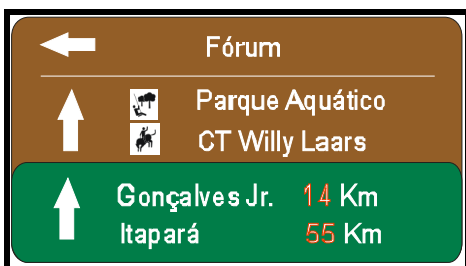 Fórum
Parque Aquático
CT Willy Laars
Gonçalves Jr. 14 Km
Itapará 55 Km